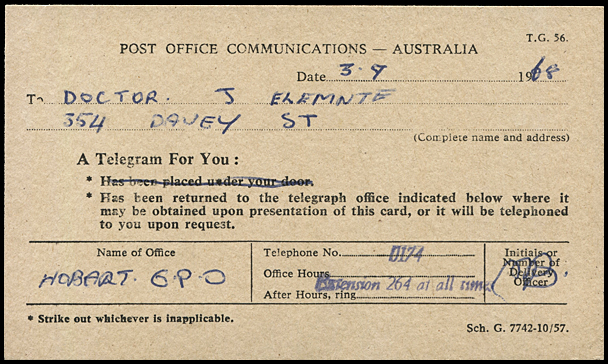 T.G. 56.
POST OFFICE COMMUNICATIONS — AUSTRALIA
Date 3.9 1968
To DOCTOR. J ELEMNTE
354 DAVEY ST
(Complete name and address)
A Telegram For You :
* Has been placed under your door.
* Has been returned to the telegraph office indicated below where it
may be obtained upon presentation of this card, or it will be telephoned
to you upon request.
Name of Office
HOBART. G.P.O
Telephone No. 0174
Office Hours
Extension 264 at all times
After Hours, ring
Initials or
Number of
Delivery
Officer
* Strike out whichever is inapplicable.
Sch. G. 7742-10/57.